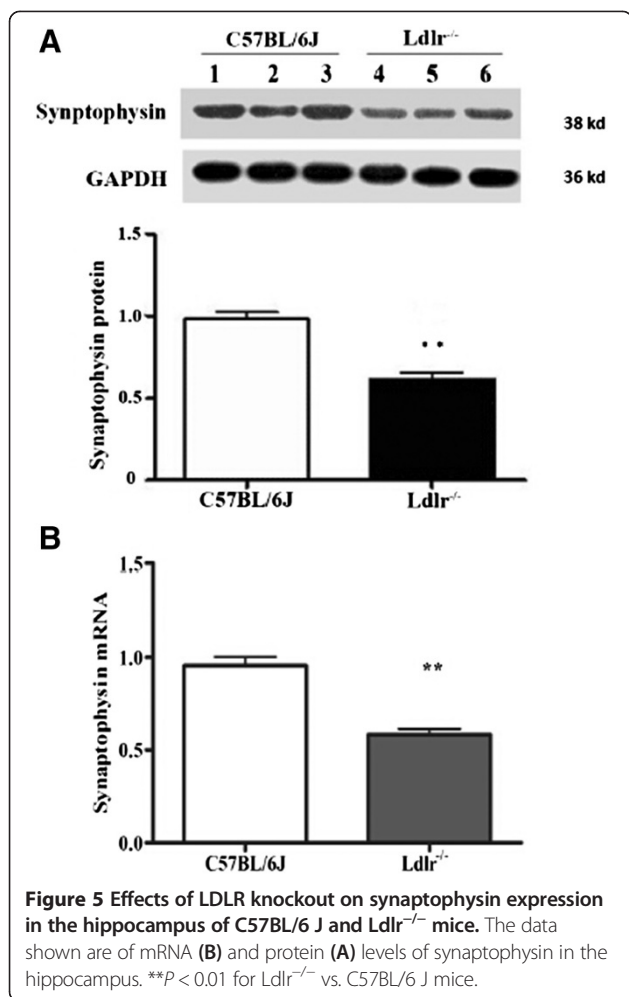 A
C57BL/6J Ldlr-/-
1 2 3 4 5 6
Synptophysin 38 kd
GAPDH 36 kd
1.5
1.0
0.5
0
Synaptophysin protein
**
C57BL/6J Ldlr-/-
B
1.5
1.0
0.5
0.0
Synaptophysin mRNA
**
C57BL/6J Ldlr-/-
Figure 5 Effects of LDLR knockout on synaptophysin expression
in the hippocampus of C57BL/6 J and Ldlr−/− mice. The data
shown are of mRNA (B) and protein (A) levels of synaptophysin in the
hippocampus. **P < 0.01 for Ldlr−/− vs. C57BL/6 J mice.